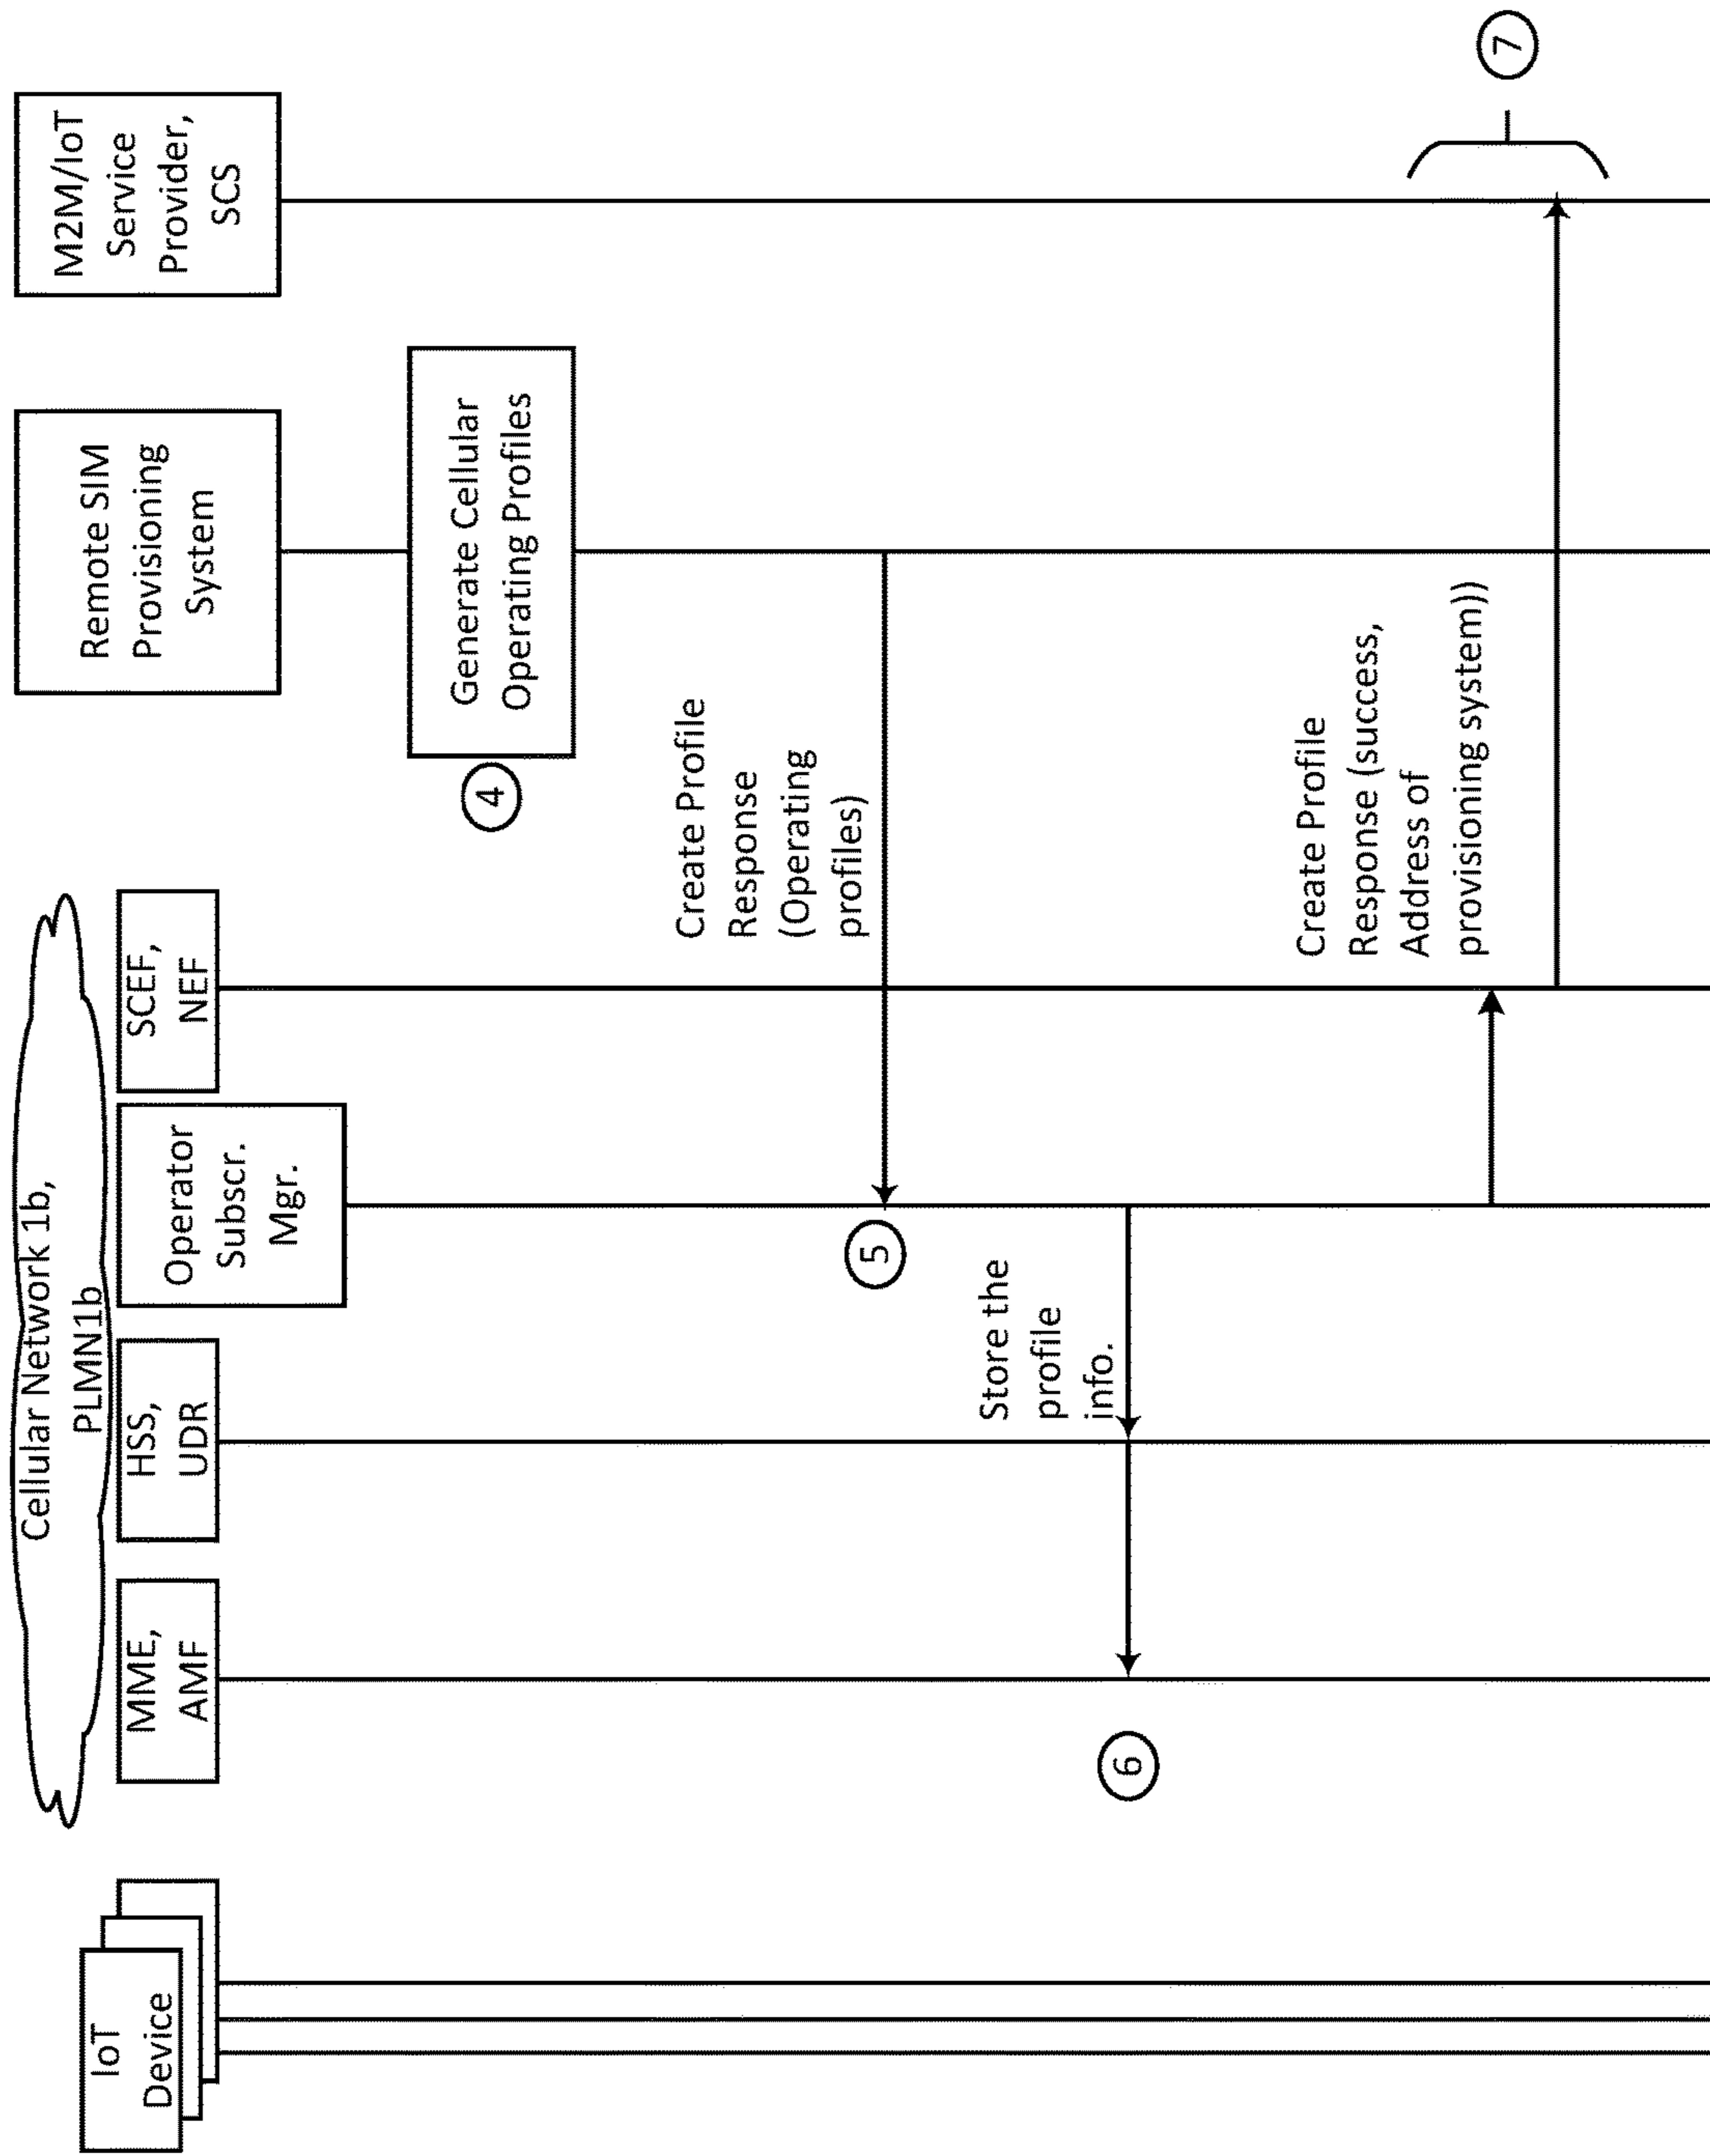 Cellular Network 1b,
PLMN1b
IoT
Device
MME,
AMF
HSS,
UDR
Operator
Subscr.
Mgr.
SCEF,
NEF
Remote SIM
Provisioning
System
M2M/IoT
Service
Provider,
SCS
4
Generate Cellular
Operating Profiles
Create Profile
Response
(Operating
profiles)
5
Store the
profile
info.
6
Create Profile
Response (success,
Address of
provisioning system))
7